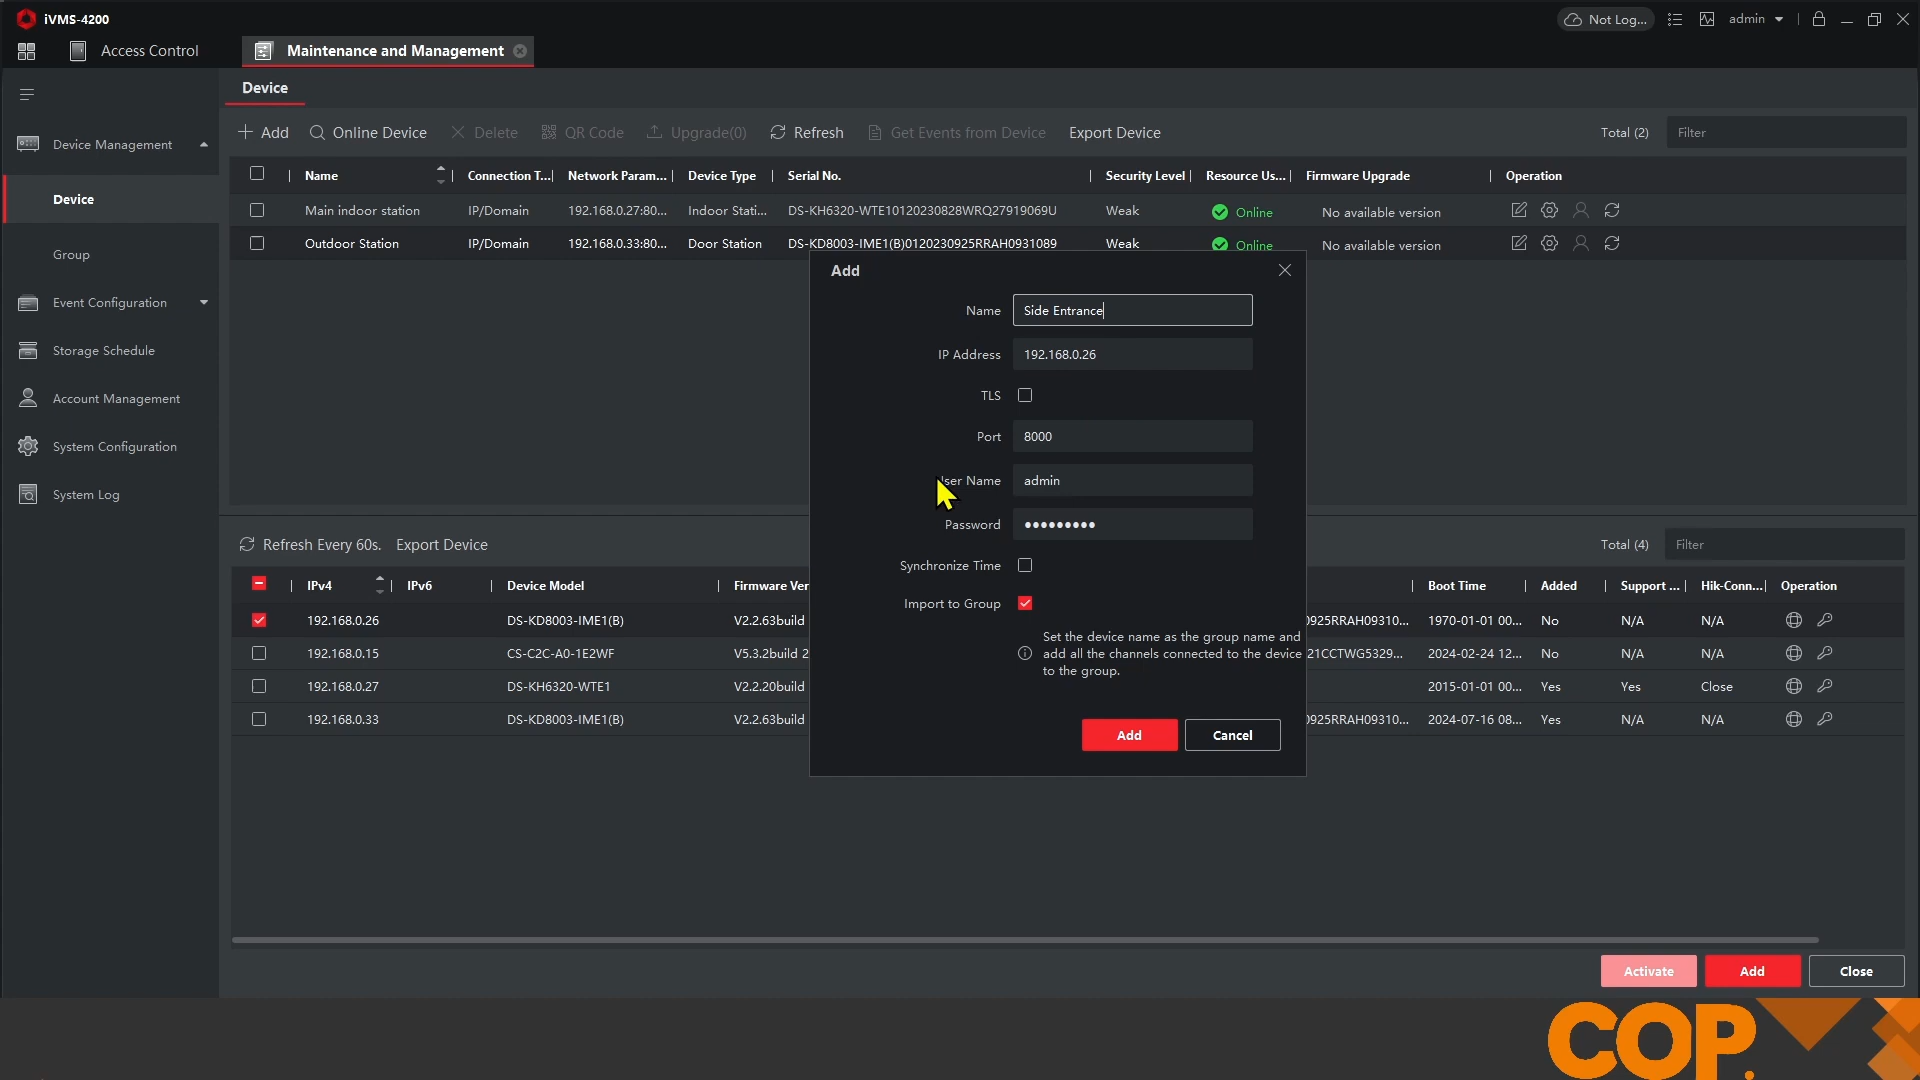 iVMS-4200
Not Log... admin
Access Control Maintenance and Management
Device
Add Online Device Delete QR Code Upgrade(0) Refresh Get Events from Device Export Device Total (2) Filter
Name Connection T... Network Param... Device Type Serial No. Security Level Resource Us... Firmware Upgrade Operation
Main indoor station IP/Domain 192.168.0.27:80... Indoor Stati... DS-KH6320-WTE10120230828WRQ27919069U Weak Online No available version
Outdoor Station IP/Domain 192.168.0.33:80... Door Station DS-KD8003-IME1(B)0120230925RRAH0931089 Weak Online No available version
Device Management
Device
Group
Event Configuration
Storage Schedule
Account Management
System Configuration
System Log
Add
Name Side Entrance
IP Address 192.168.0.26
TLS
Port 8000
ser Name admin
Password
Synchronize Time
Import to Group
Set the device name as the group name and
add all the channels connected to the device
to the group.
Add Cancel
Refresh Every 60s. Export Device Total (4) Filter
IPv4 IPv6 Device Model Firmware Ver Boot Time Added Support ... Hik-Conn... Operation
192.168.0.26 DS-KD8003-IME1(B) V2.2.63build 0925RRAH09310... 1970-01-01 00... No N/A N/A
192.168.0.15 CS-C2C-A0-1E2WF V5.3.2build 2 21CCTWG5329... 2024-02-24 12... No N/A N/A
192.168.0.27 DS-KH6320-WTE1 V2.2.20build 2015-01-01 00... Yes Yes Close
192.168.0.33 DS-KD8003-IME1(B) V2.2.63build 0925RRAH09310... 2024-07-16 08... Yes N/A N/A
Activate Add Close
COP.